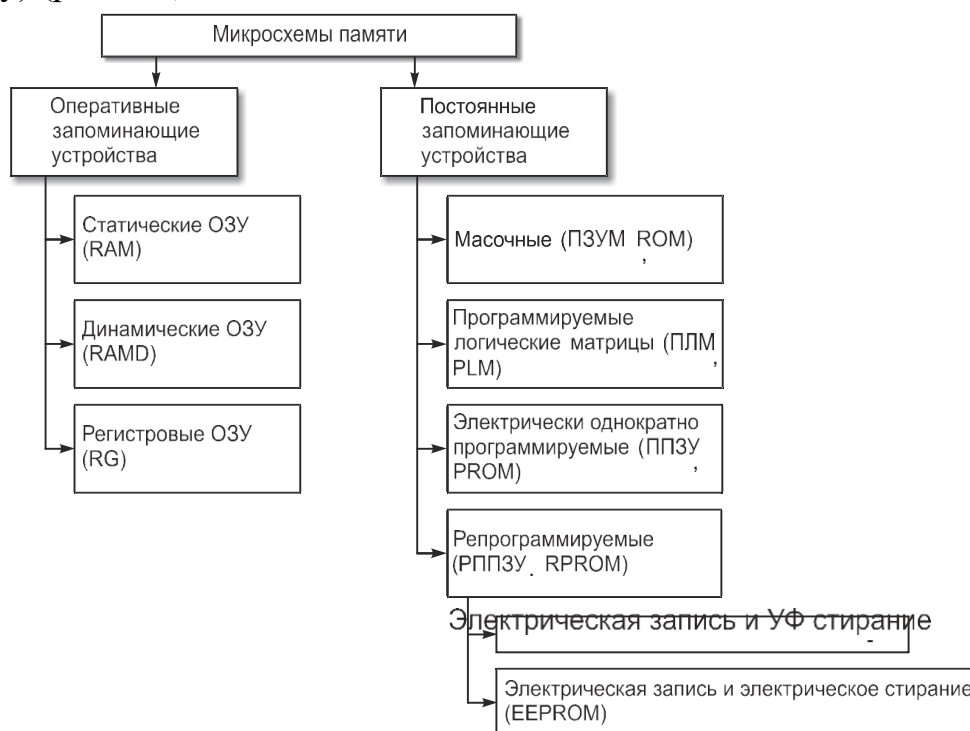 Микросхемы памяти
Оперативные
запоминающие
устройства
Постоянные
запоминающие
устройства
Статические ОЗУ
(RAM)
Динамические ОЗУ
(RAMD)
Регистровые ОЗУ
(RG)
Масочные (ПЗУМ, ROM)
Программируемые
логические матрицы (ПЛМ,
PLM)
Электрически однократно
программируемые (ППЗУ,
PROM)
Репрограммируемые
(РППЗУ. RPROM)
Электрическая запись и УФ-стирание
Электрическая запись и электрическое стирание
(EEPROM)